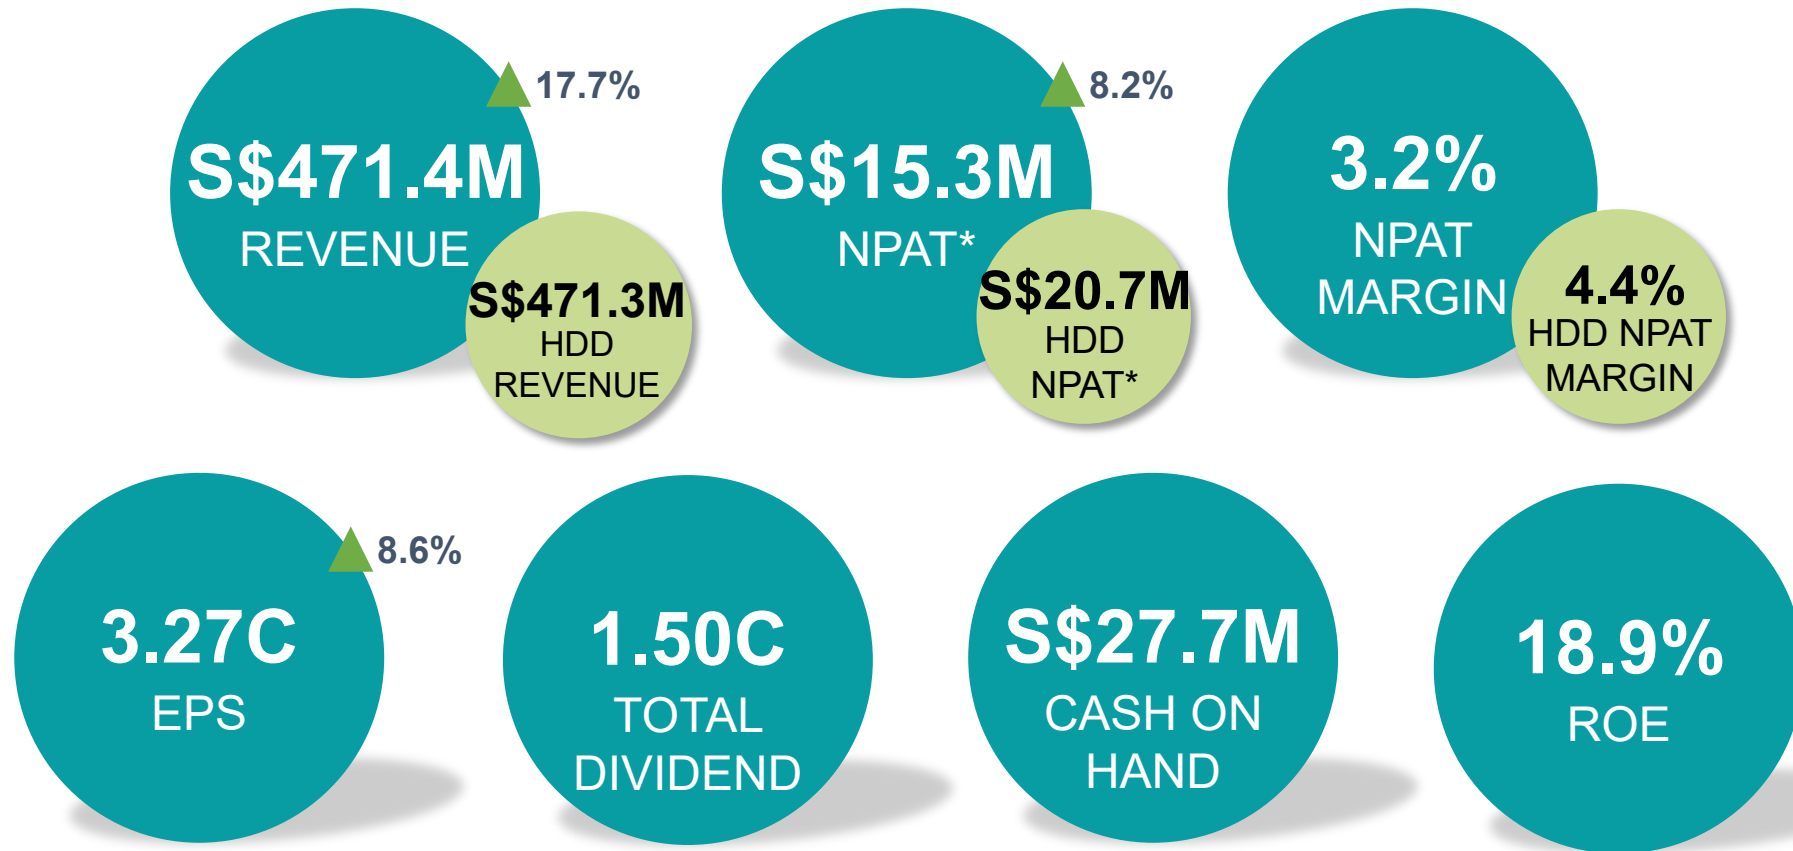 17.7%
S$471.4M
REVENUE
S$471.3M
HDD
REVENUE
8.2%
S$15.3M
NPAT*
S$20.7M
HDD
NPAT*
3.2%
NPAT
MARGIN
4.4%
HDD NPAT
MARGIN
8.6%
3.27C
EPS
1.50C
TOTAL
DIVIDEND
S$27.7M
CASH ON
HAND
18.9%
ROE